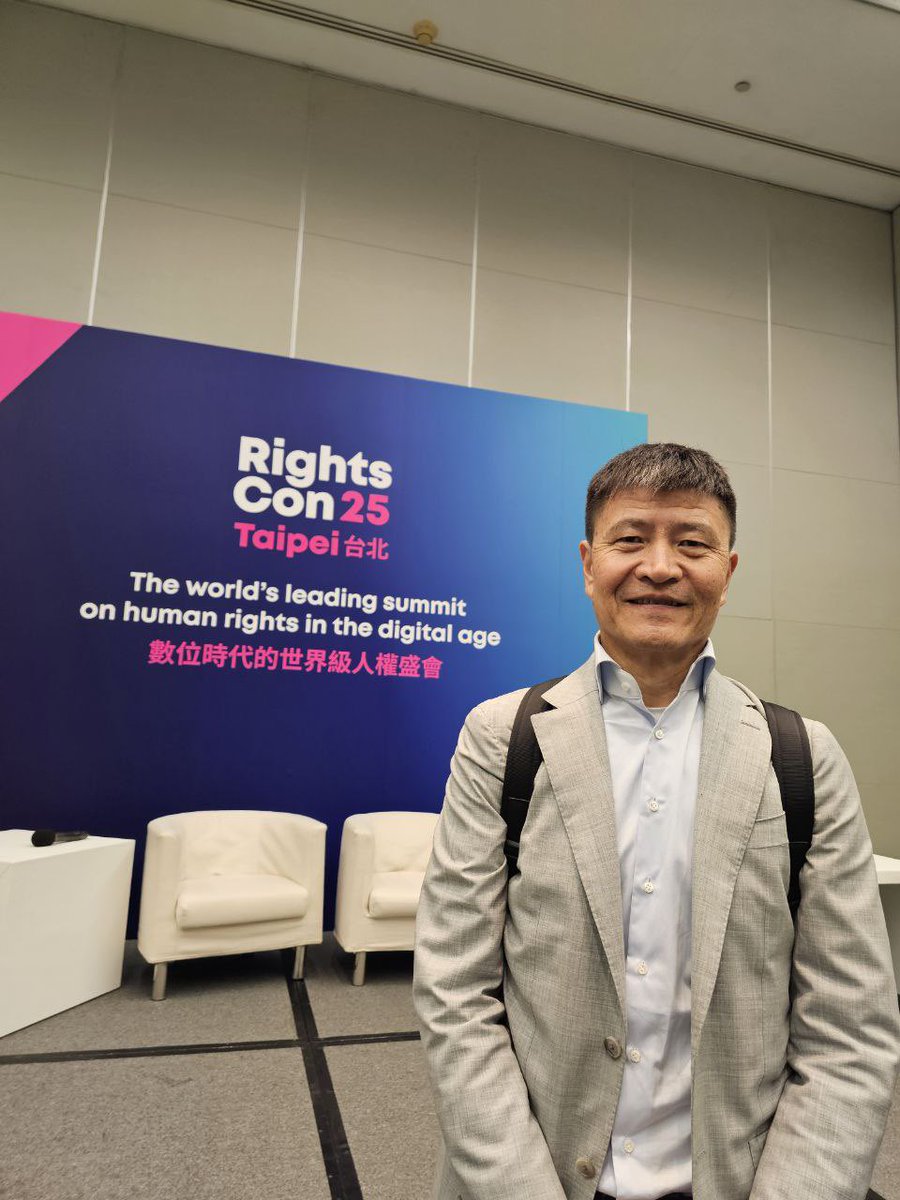 Rights
Con 25
Taipei 台北
The world's leading summit
on human rights in the digital age
數位時代的世界級人權盛會